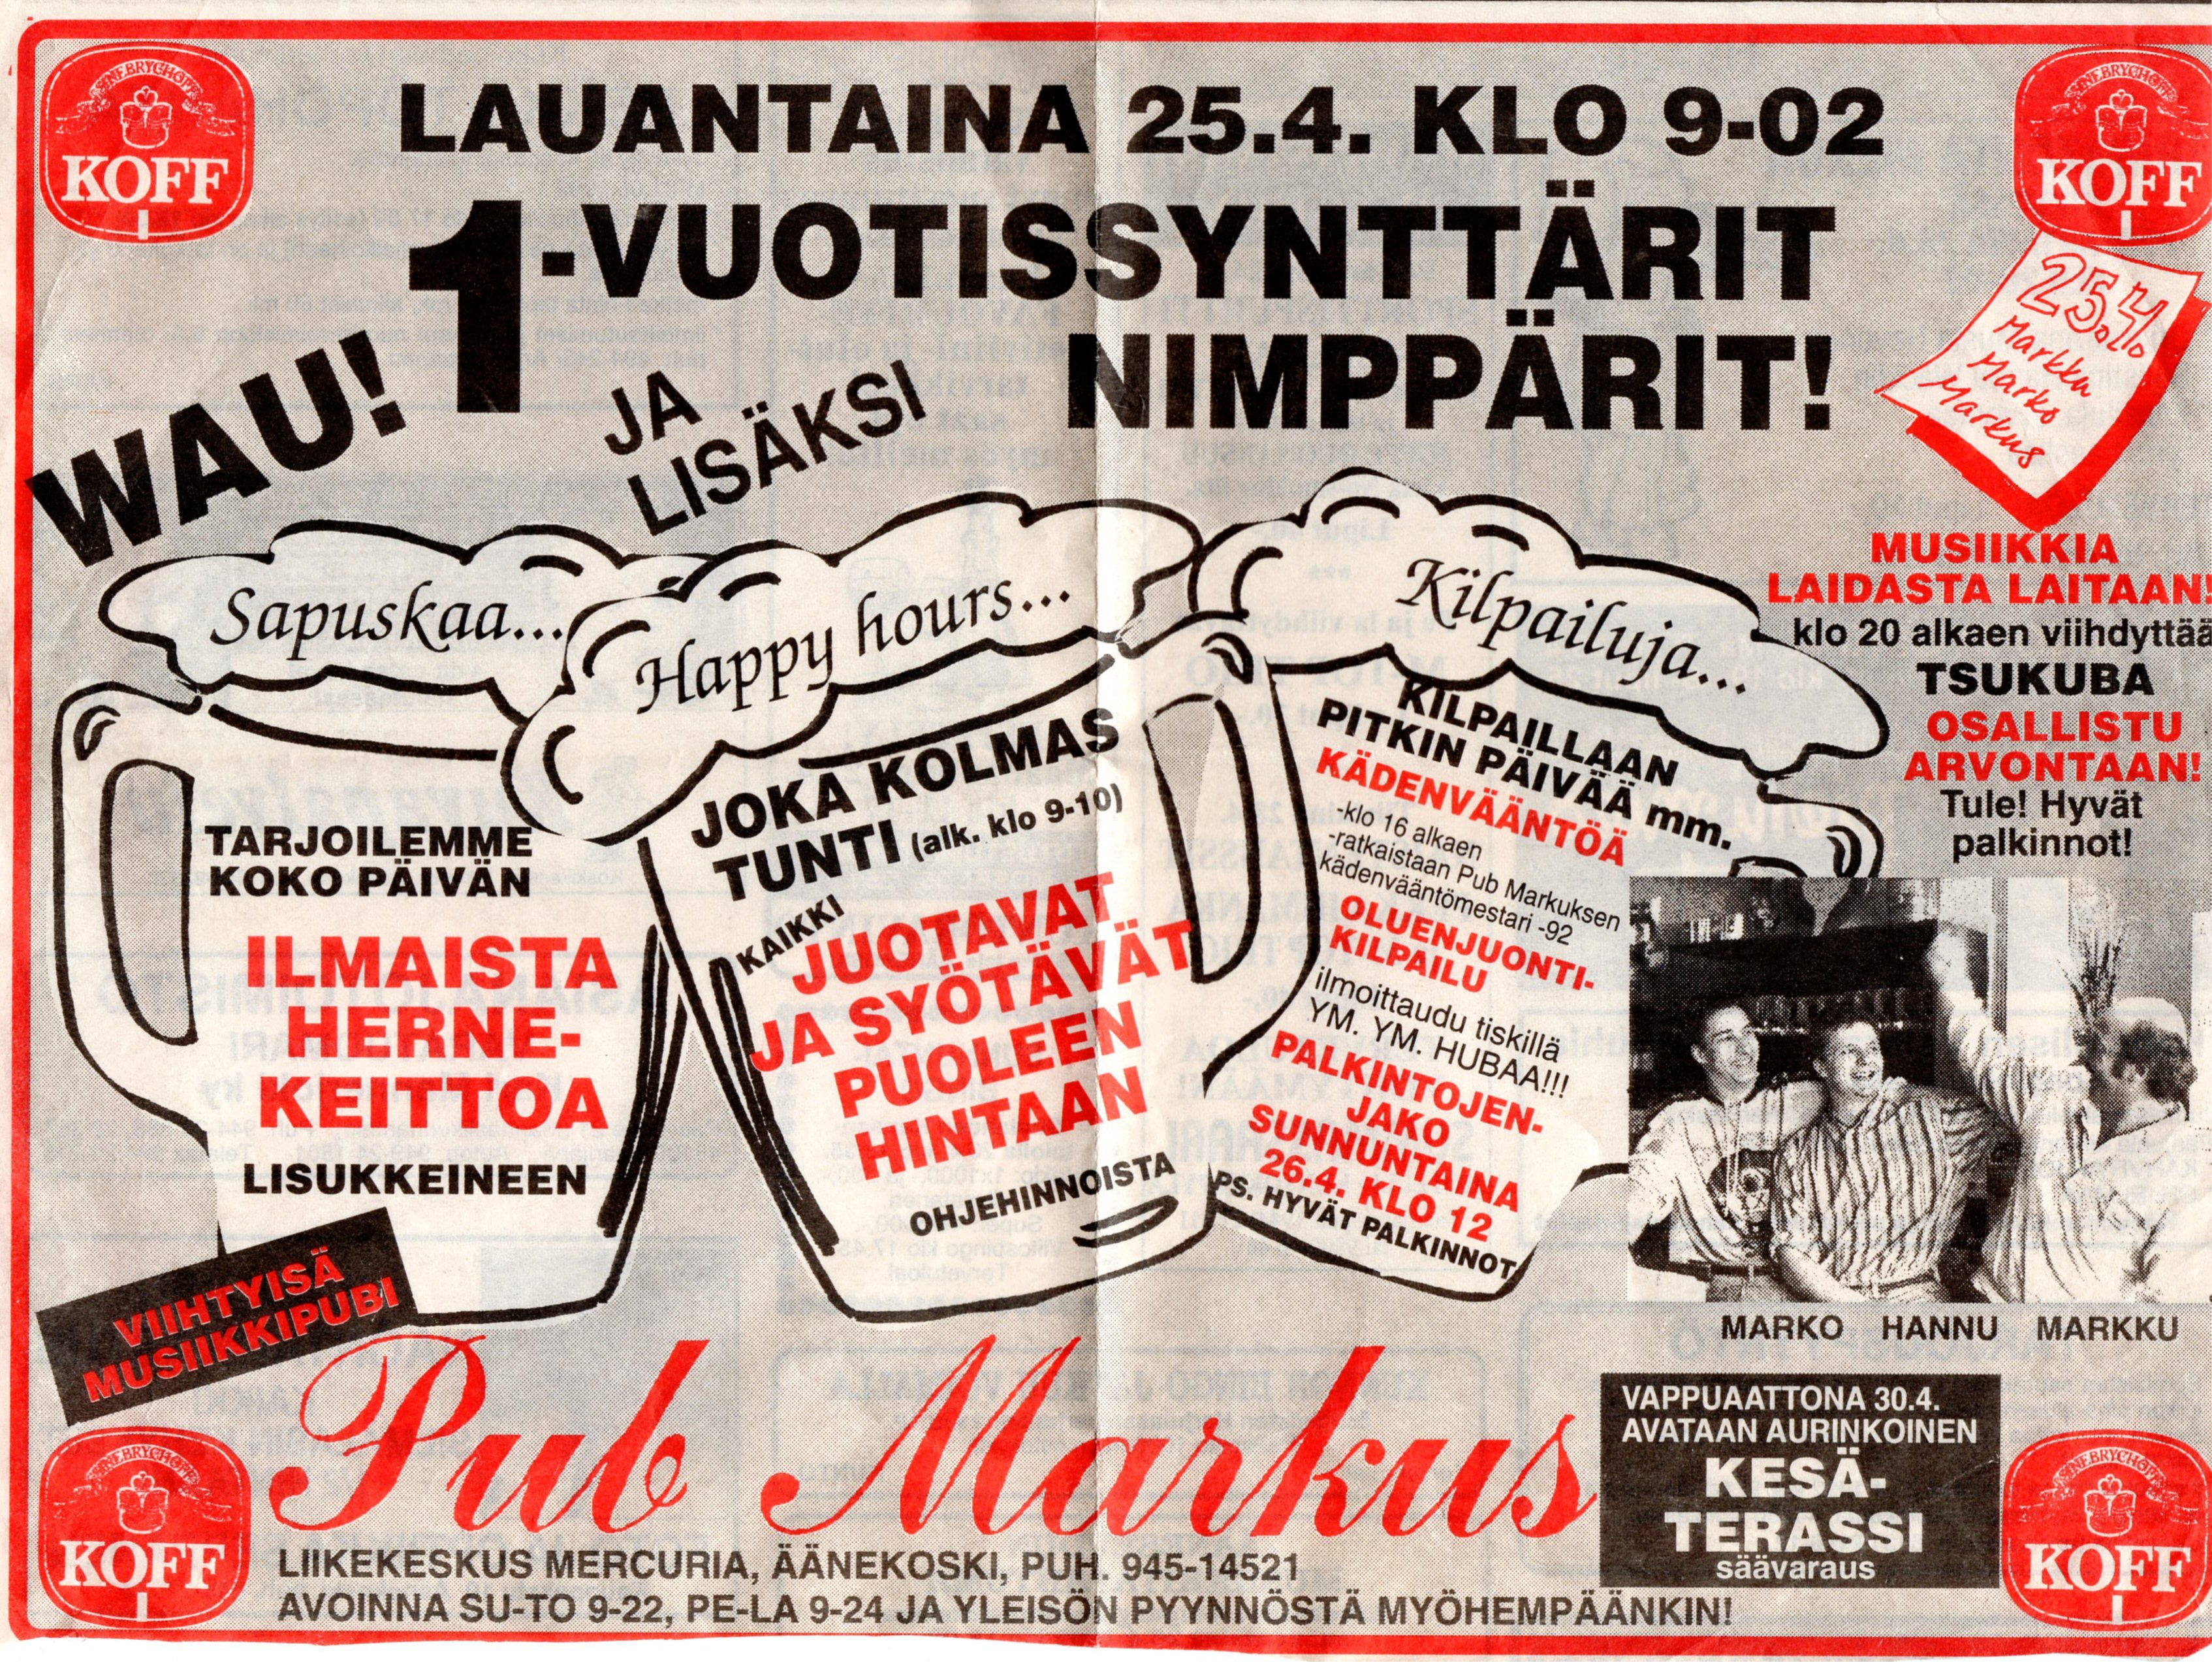 SINEBRYCHOFF
KOFF
I
SINEBRYCHOFF
KOFF
I
LAUANTAINA 25.4. KLO 9-02
1-VUOTISSYNTTÄRIT
NIMPPÄRIT!
WAU!
JA
LISÄKSI
25.4.
Markku
Marko
Markus
Sapuskaa...
TARJOILEMME
KOKO PÄIVÄN
ILMAISTA
HERNE-
KEITTOA
LISUKKEINEEN
Happy hours...
JOKA KOLMAS
TUNTI (alk. klo 9-10)
KAIKKI
JUOTAVAT
JA SYÖTÄVÄT
PUOLEEN
HINTAAN
OHJEHINNOISTA
Kilpailuja...
KILPAILLAAN
PITKIN PÄIVÄÄ mm.
KÄDENVÄÄNTÖÄ
-klo 16 alkaen
-ratkaistaan Pub Markuksen
kädenvääntömestari -92
OLUENJUONTI-
KILPAILU
ilmoittaudu tiskillä
YM. YM. HUBAA!!!
PALKINTOJEN-
JAKO
SUNNUNTAINA
26.4. KLO 12
PS. HYVÄT PALKINNOT
MUSIIKKIA
LAIDASTA LAITAAN!
klo 20 alkaen viihdyttää
TSUKUBA
OSALLISTU
ARVONTAAN!
Tule! Hyvät
palkinnot!
MARKO HANNU MARKKU
VIIHTYISÄ
MUSIIKKIPUBI
Pub Markus
VAPPUAATTONA 30.4.
AVATAAN AURINKOINEN
KESÄ-
TERASSI
säävaraus
SINEBRYCHOFF
KOFF
I
LIIKEKESKUS MERCURIA, ÄÄNEKOSKI, PUH. 945-14521
AVOINNA SU-TO 9-22, PE-LA 9-24 JA YLEISÖN PYYNNÖSTÄ MYÖHEMPÄÄNKIN!
SINEBRYCHOFF
KOFF
I